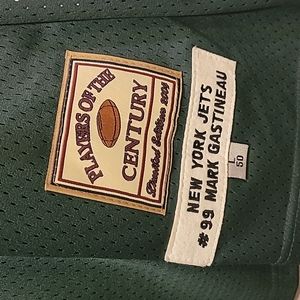 PLAYERS OF THE
CENTURY
Limited Edition 2001
NEW YORK JETS
#99 MARK GASTINEAU
L
50